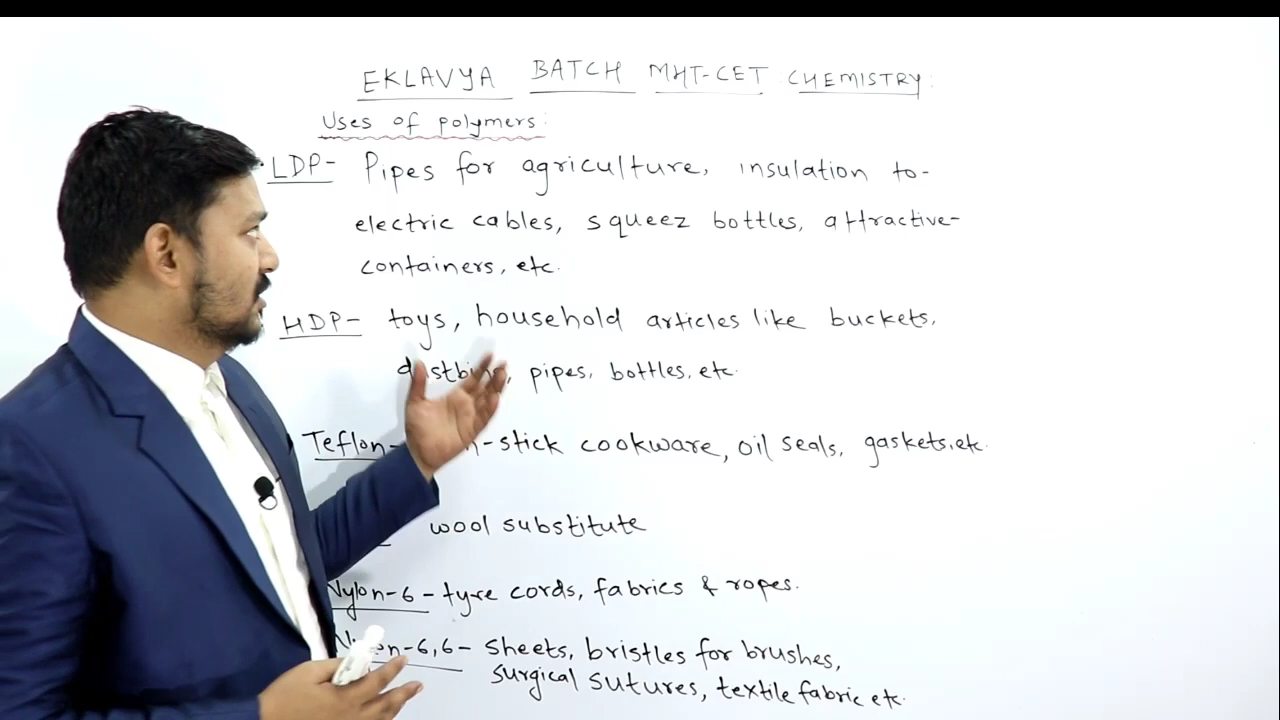 EKLAVYA BATCH MHT-CET CHEMISTRY:
Uses of polymers:
LDP- Pipes for agriculture, insulation to-
electric cables, squeez bottles, attractive-
containers, etc.
HDP- toys, household articles like buckets,
pipes, bottles, etc.
Teflon- -stick cookware, oil seals, gaskets, etc.
wool substitute
Nylon-6 - tyre cords, fabrics & ropes.
6,6- sheets, bristles for brushes,
surgical sutures, textile fabric etc.